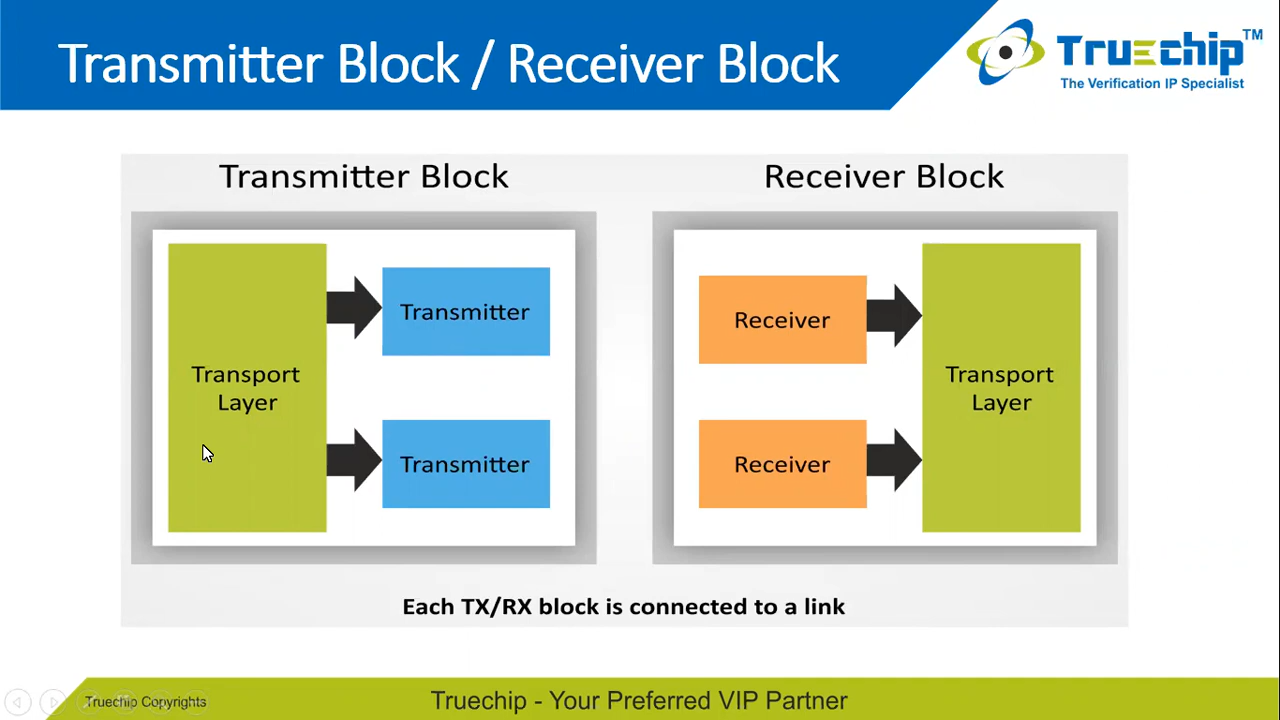 Transmitter Block / Receiver Block
Truechip™
The Verification IP Specialist
Transmitter Block
Receiver Block
Transport
Layer
Transmitter
Transmitter
Receiver
Receiver
Transport
Layer
Each TX/RX block is connected to a link
Truechip Copyrights
Truechip - Your Preferred VIP Partner